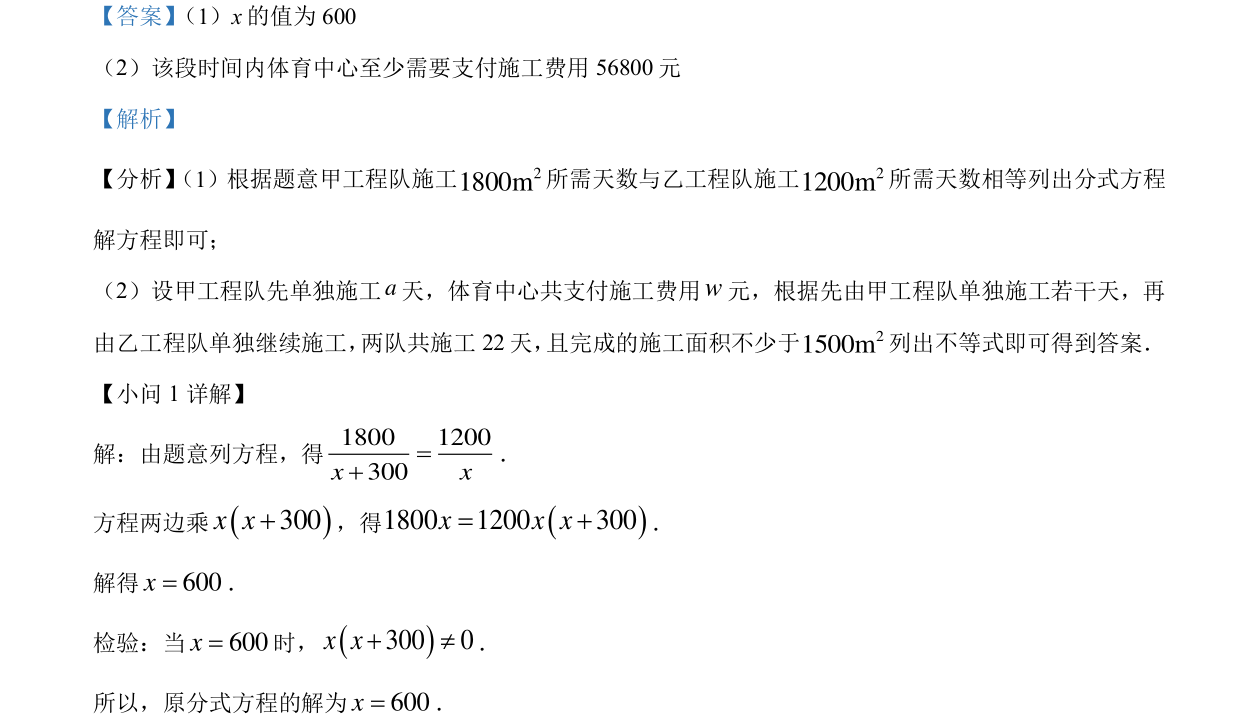 【答案】（1）x 的值为 600
（2）该段时间内体育中心至少需要支付施工费用 56800 元
【解析】
【分析】（1）根据题意甲工程队施工1800m²所需天数与乙工程队施工1200m²所需天数相等列出分式方程
解方程即可；
（2）设甲工程队先单独施工a天，体育中心共支付施工费用w元，根据先由甲工程队单独施工若干天，再
由乙工程队单独继续施工，两队共施工 22 天，且完成的施工面积不少于1500m²列出不等式即可得到答案．
【小问 1 详解】
解：由题意列方程，得 1800/(x+300) = 1200/x ．
方程两边乘 x(x+300)，得1800x=1200x(x+300)．
解得 x=600．
检验：当 x=600 时， x(x+300)≠0．
所以，原分式方程的解为 x=600．